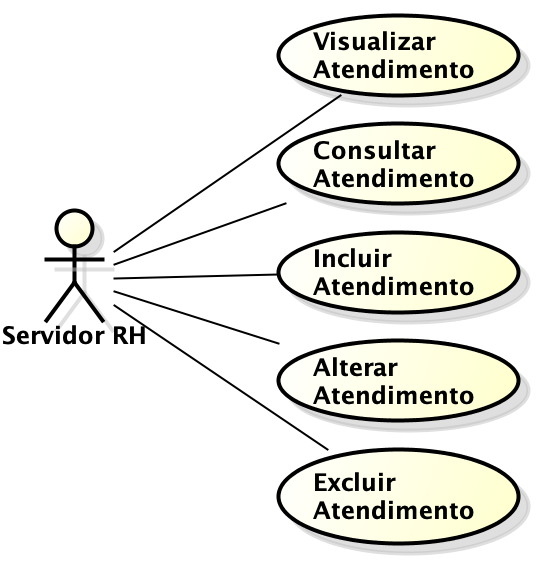 Visualizar
Atendimento
Consultar
Atendimento
Incluir
Atendimento
Servidor RH
Alterar
Atendimento
Excluir
Atendimento